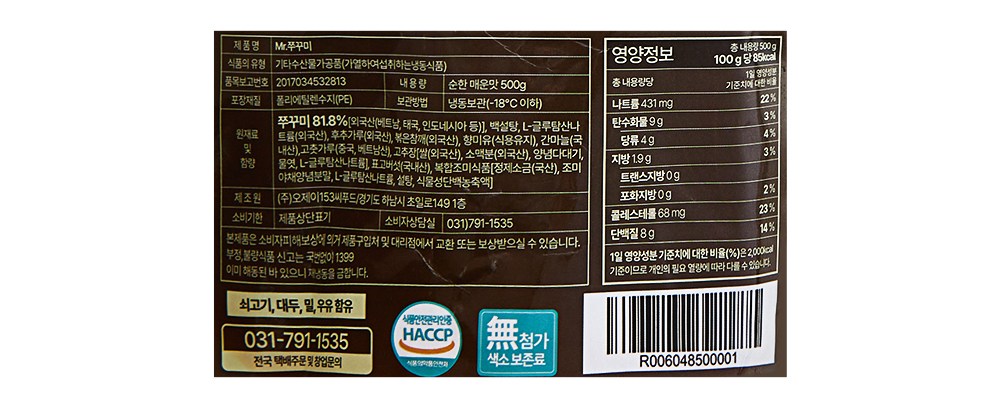 제품명 Mr.쭈꾸미
식품의 유형 기타수산물가공품(가열하여섭취하는냉동식품)
품목보고번호 2017034532813 내용량 순한 매운맛 500g
포장재질 폴리에틸렌수지(PE) 보관방법 냉동보관(-18°C 이하)
원재료 및 함량
쭈꾸미 81.8%[외국산(베트남, 태국, 인도네시아 등)], 백설탕, L-글루탐산나
트륨(외국산), 후추가루(외국산), 볶은참깨(외국산), 향미유(식용유지), 간마늘(국
내산),고춧가루(중국, 베트남산), 고추장[쌀(외국산), 소맥분(외국산), 양념다대기,
물엿, L-글루탐산나트륨], 표고버섯(국내산), 복합조미식품[정제소금(국산), 조미
야채양념분말, L-글루탐산나트륨, 설탕, 식물성단백농축액]
제조원 (주)오제이153씨푸드/경기도 하남시 초일로149 1층
소비기한 제품상단표기 소비자상담실 031)791-1535
본제품은 소비자피해보상에 의거 제품구입처 및 대리점에서 교환 또는 보상받으실 수 있습니다.
부정,불량식품 신고는 국번없이 1399
이미 해동된 바 있으니 재냉동을 금합니다.
쇠고기, 대두, 밀, 우유 함유
031-791-1535
전국 택배주문 및 창업문의
식품안전관리인증
HACCP
식품의약품안전처
無첨가
색소 보존료
영양정보
총 내용량 500 g
100 g 당 85kcal
총 내용량당
1일 영양성분
기준치에 대한 비율
나트륨 431 mg 22%
탄수화물 9 g 3%
당류 4 g 4%
지방 1.9 g 3%
트랜스지방 0 g
포화지방 0 g 2%
콜레스테롤 68 mg 23%
단백질 8 g 14%
1일 영양성분 기준치에 대한 비율(%)은 2,000kcal
기준이므로 개인의 필요 열량에 따라 다를 수 있습니다.
R006048500001